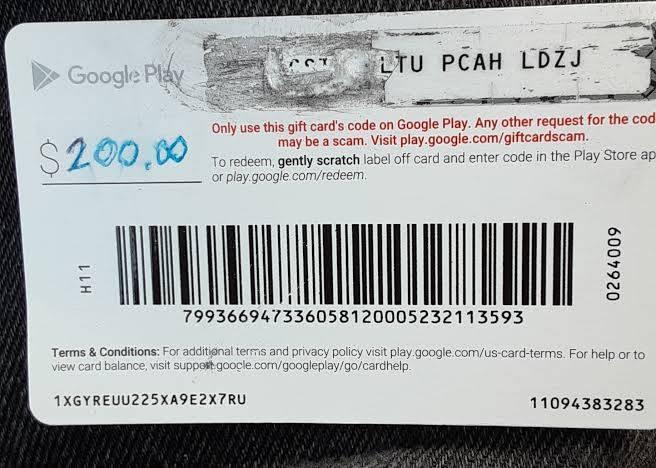 LTU PCAH LDZJ
Google Play
$200.00
Only use this gift card's code on Google Play. Any other request for the cod
may be a scam. Visit play.google.com/giftcardscam.
To redeem, gently scratch label off card and enter code in the Play Store ap
or play.google.com/redeem.
H11
0264009
799366947336058120005232113593
Terms & Conditions: For additional terms and privacy policy visit play.google.com/us-card-terms. For help or to
view card balance, visit support.google.com/googleplay/go/cardhelp.
1XGYREUU225XA9E2X7RU
11094383283